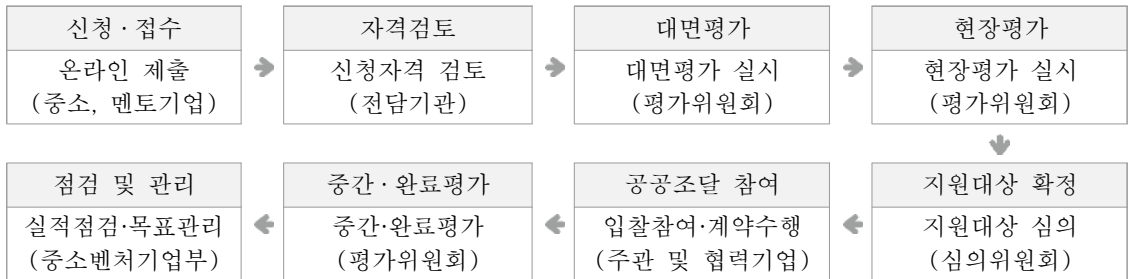 신청·접수
온라인 제출
(중소, 멘토기업)
자격검토
신청자격 검토
(전담기관)
대면평가
대면평가 실시
(평가위원회)
현장평가
현장평가 실시
(평가위원회)
지원대상 확정
지원대상 심의
(심의위원회)
공공조달 참여
입찰참여·계약수행
(주관 및 협력기업)
중간·완료평가
중간·완료평가
(평가위원회)
점검 및 관리
실적점검·목표관리
(중소벤처기업부)